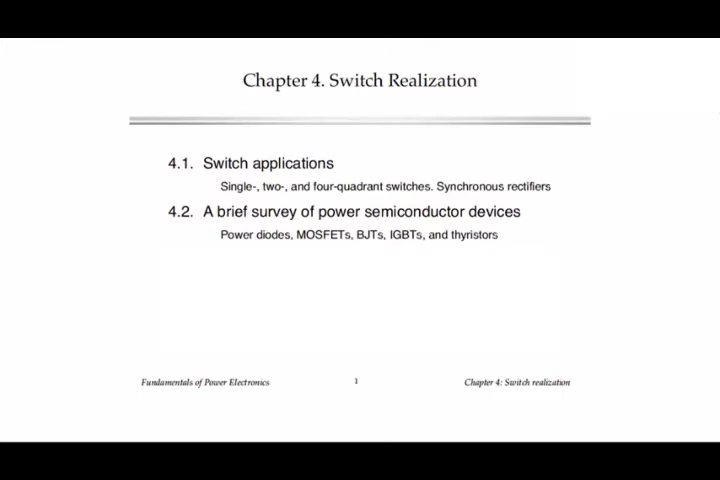 Chapter 4. Switch Realization
4.1. Switch applications
Single-, two-, and four-quadrant switches. Synchronous rectifiers
4.2. A brief survey of power semiconductor devices
Power diodes, MOSFETs, BJTs, IGBTs, and thyristors
Fundamentals of Power Electronics 1 Chapter 4: Switch realization